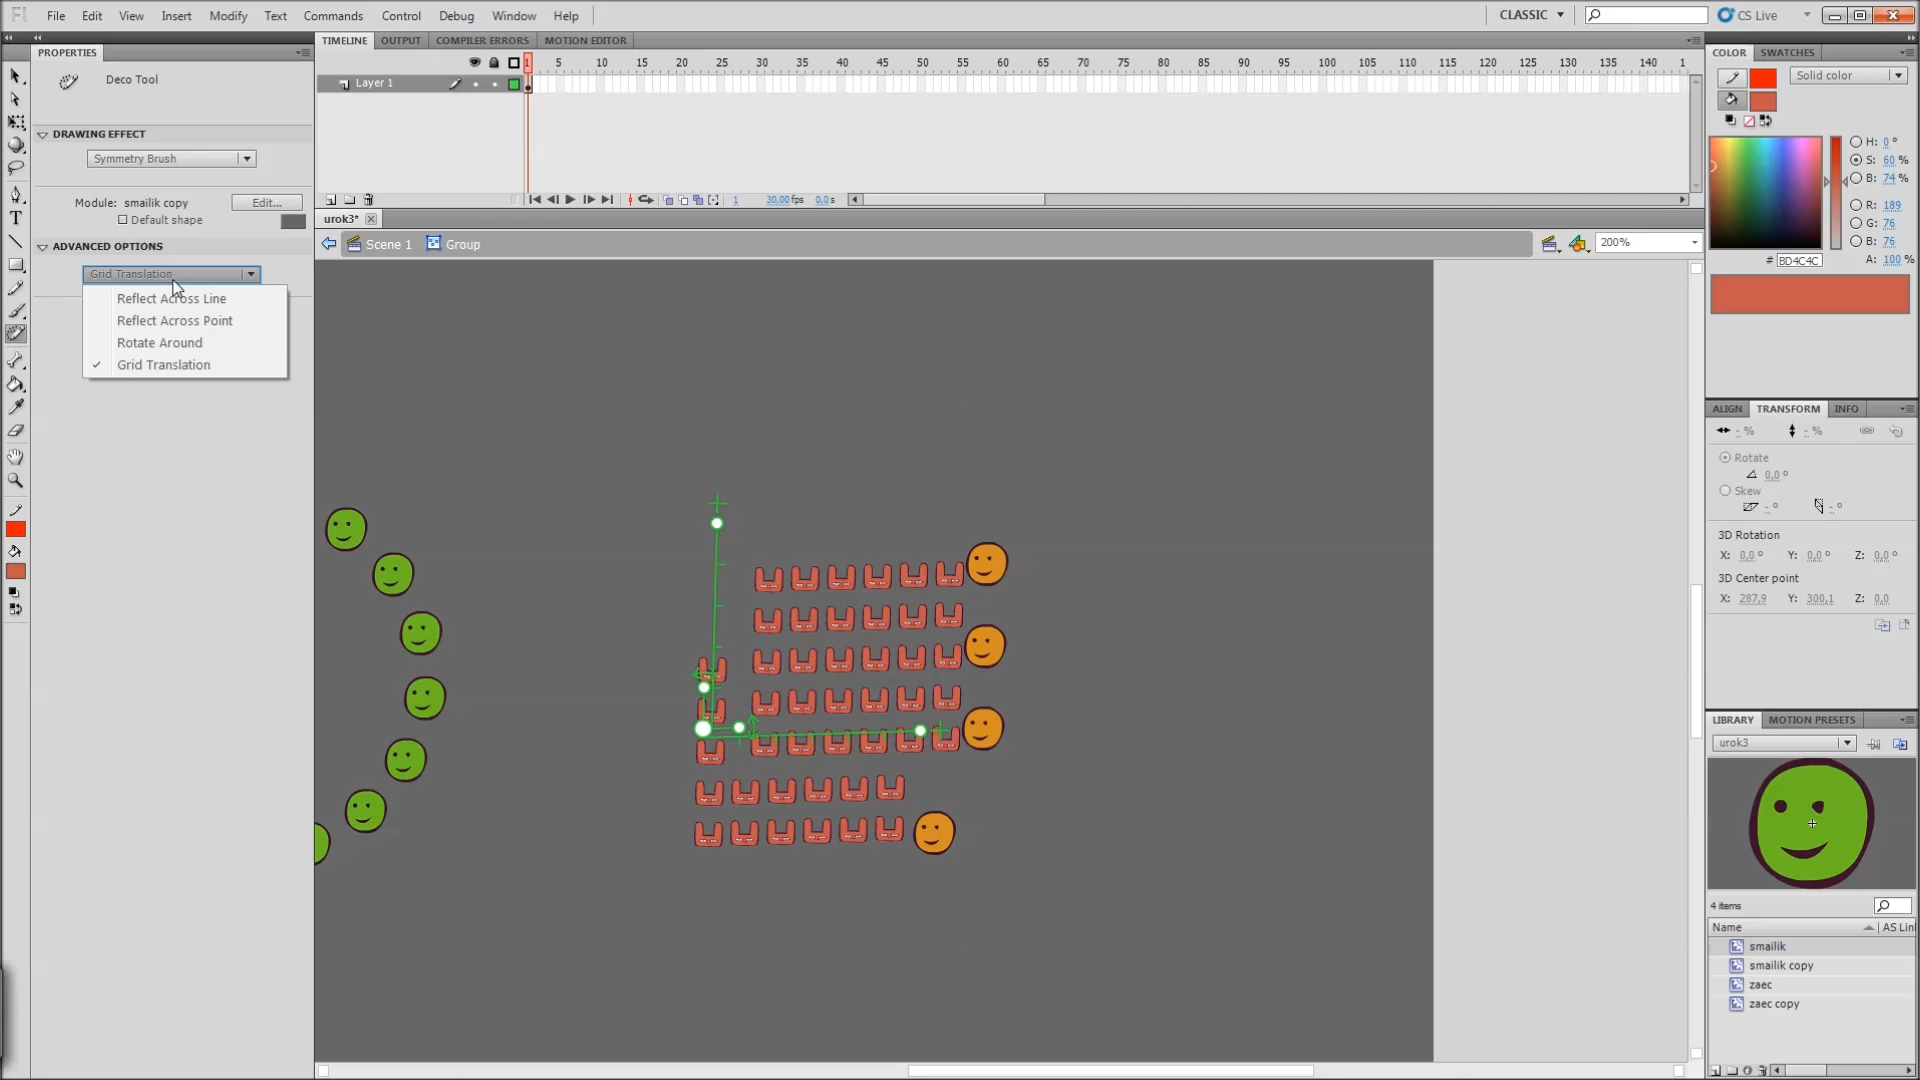 Fl File Edit View Insert Modify Text Commands Control Debug Window Help CLASSIC CS Live
PROPERTIES TIMELINE OUTPUT COMPILER ERRORS MOTION EDITOR COLOR SWATCHES
1 5 10 15 20 25 30 35 40 45 50 55 60 65 70 75 80 85 90 95 100 105 110 115 120 125 130 135 140 1
Deco Tool
Layer 1
Solid color
DRAWING EFFECT
Symmetry Brush
Module: smailik copy Edit...
Default shape
ADVANCED OPTIONS
Grid Translation
Reflect Across Line
Reflect Across Point
Rotate Around
Grid Translation
1 30,00 fps 0,0 s
urok3*
Scene 1 Group 200%
H: 0 °
S: 60 %
B: 74 %
R: 189
G: 76
B: 76
# BD4C4C A: 100 %
ALIGN TRANSFORM INFO
- % - %
Rotate
0,0 °
Skew
- ° - °
3D Rotation
X: 0,0 ° Y: 0,0 ° Z: 0,0 °
3D Center point
X: 287,9 Y: 300,1 Z: 0,0
LIBRARY MOTION PRESETS
urok3
4 items
Name AS Lin
smailik
smailik copy
zaec
zaec copy